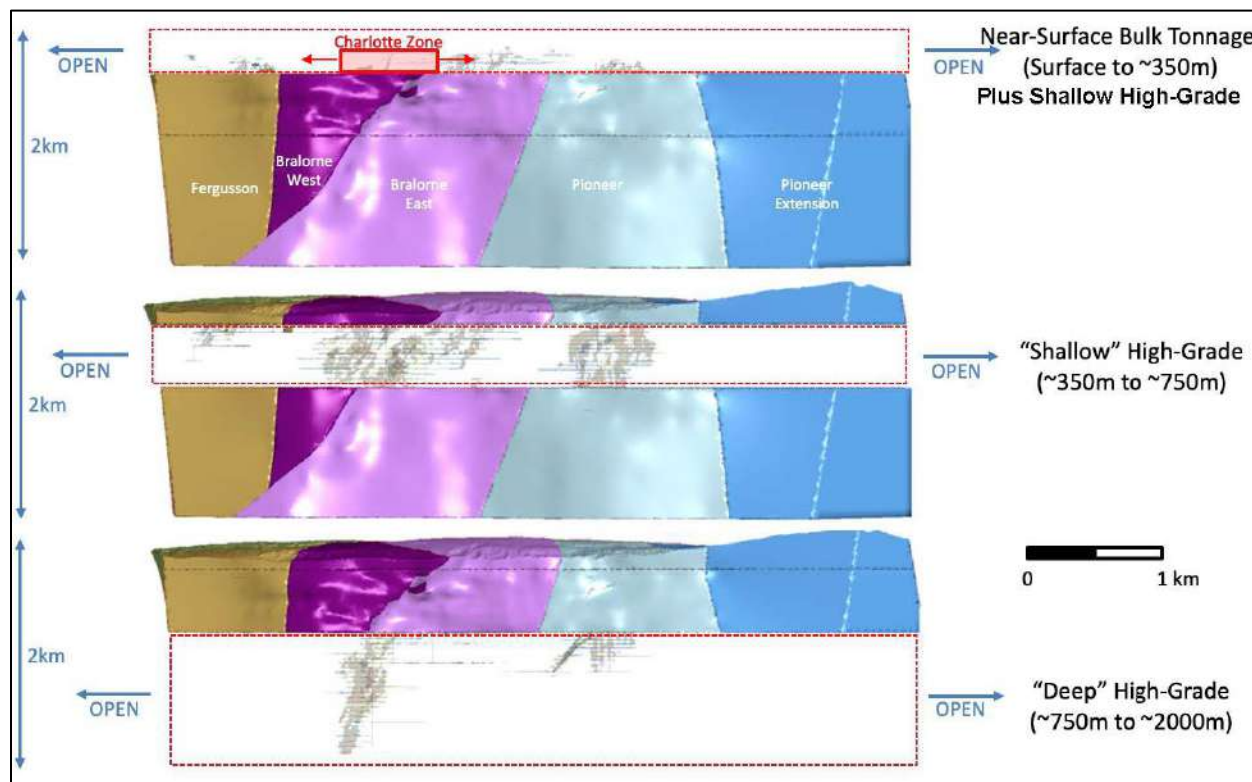 Charlotte Zone
OPEN
OPEN
Near-Surface Bulk Tonnage
(Surface to ~350m)
Plus Shallow High-Grade
2km
Fergusson
Bralorne
West
Bralorne
East
Pioneer
Pioneer
Extension
OPEN
OPEN
“Shallow” High-Grade
(~350m to ~750m)
2km
0
1 km
2km
OPEN
OPEN
“Deep” High-Grade
(~750m to ~2000m)